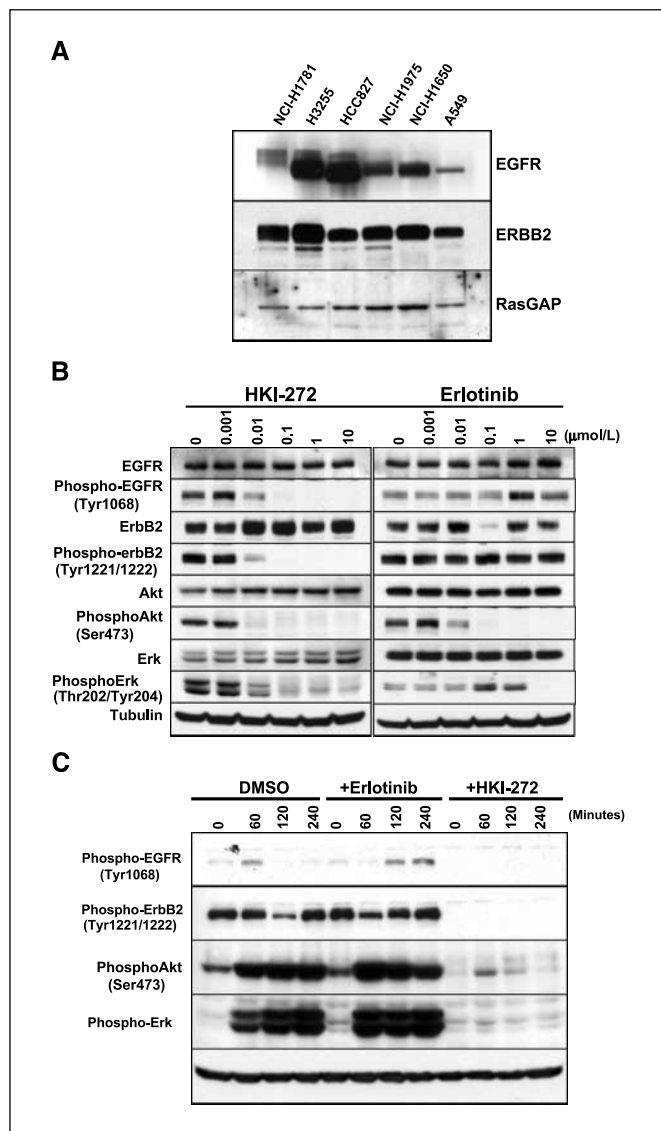 A
NCI-H1781
H3255
HCC827
NCI-H1975
NCI-H1650
A549
EGFR
ERBB2
RasGAP
B
HKI-272 Erlotinib
0 0.001 0.01 0.1 1 10 0 0.001 0.01 0.1 1 10 (μmol/L)
EGFR
Phospho-EGFR
(Tyr1068)
ErbB2
Phospho-erbB2
(Tyr1221/1222)
Akt
PhosphoAkt
(Ser473)
Erk
PhosphoErk
(Thr202/Tyr204)
Tubulin
C
DMSO +Erlotinib +HKI-272
0 60 120 240 0 60 120 240 0 60 120 240 (Minutes)
Phospho-EGFR
(Tyr1068)
Phospho-ErbB2
(Tyr1221/1222)
PhosphoAkt
(Ser473)
Phospho-Erk